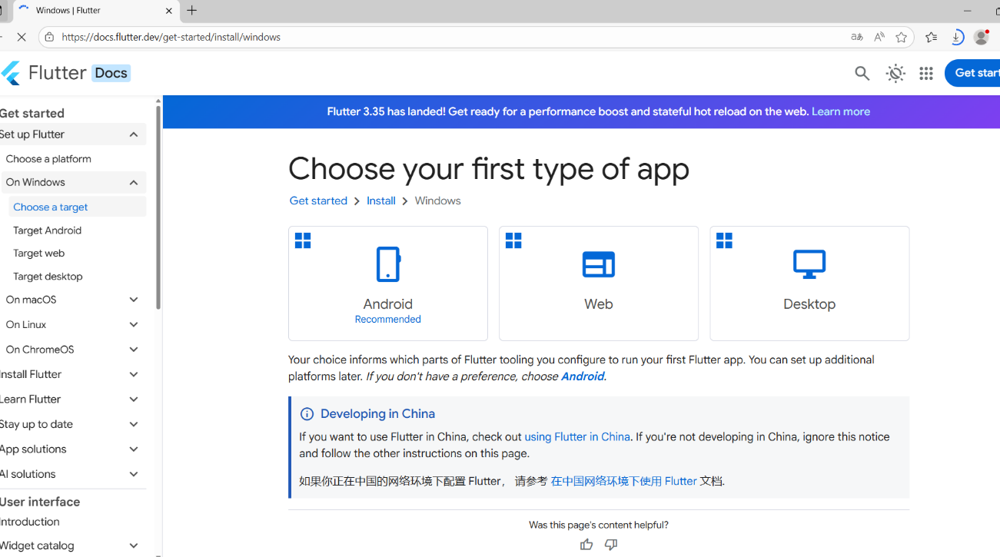 Windows | Flutter
https://docs.flutter.dev/get-started/install/windows
Flutter Docs
Get start
Get started
Set up Flutter
Choose a platform
On Windows
Choose a target
Target Android
Target web
Target desktop
On macOS
On Linux
On ChromeOS
Install Flutter
Learn Flutter
Stay up to date
App solutions
AI solutions
User interface
Introduction
Widget catalog
Flutter 3.35 has landed! Get ready for a performance boost and stateful hot reload on the web. Learn more
Choose your first type of app
Get started > Install > Windows
Android
Recommended
Web
Desktop
Your choice informs which parts of Flutter tooling you configure to run your first Flutter app. You can set up additional
platforms later. If you don't have a preference, choose Android.
Developing in China
If you want to use Flutter in China, check out using Flutter in China. If you're not developing in China, ignore this notice
and follow the other instructions on this page.
如果你正在中国的网络环境下配置 Flutter， 请参考 在中国网络环境下使用 Flutter 文档.
Was this page's content helpful?